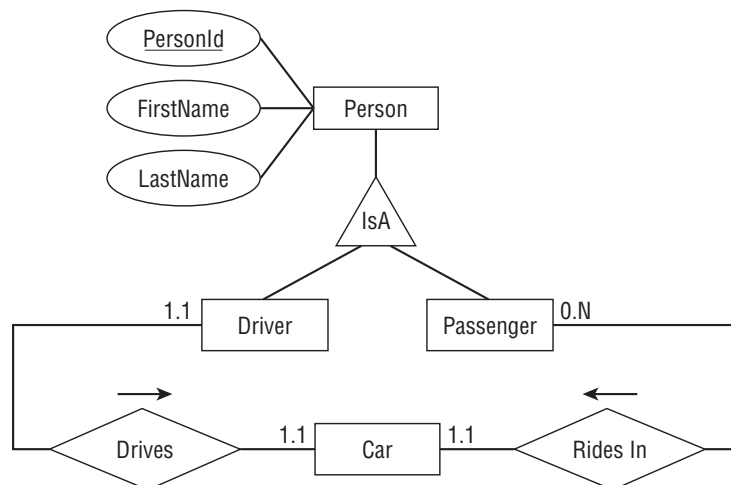 PersonId
FirstName
Person
LastName
IsA
1.1
Driver
Passenger
0.N
Drives
1.1
Car
1.1
Rides In